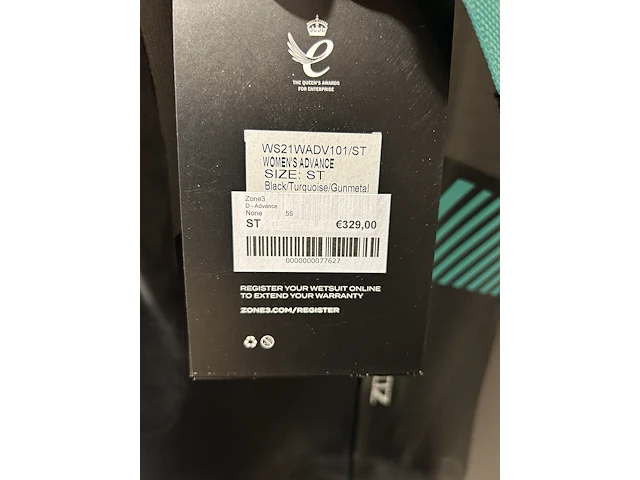 THE QUEEN'S AWARDS
FOR ENTERPRISE
WS21WADV101/ST
WOMEN'S ADVANCE
SIZE: ST
Black/Turquoise/Gunmetal
Zone3
D - Advance
None 55
ST €329,00
0000000077627
REGISTER YOUR WETSUIT ONLINE
TO EXTEND YOUR WARRANTY
ZONE3.COM/REGISTER